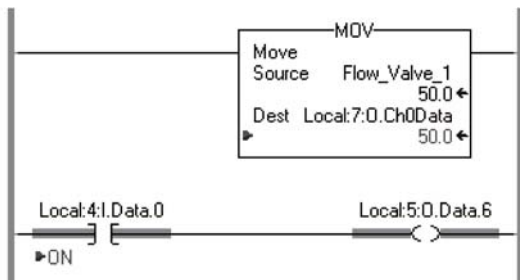 MOV
Move
Source Flow_Valve_1
50.0
Dest Local:7:O.Ch0Data
50.0
Local:4:I.Data.0 Local:5:O.Data.6
ON